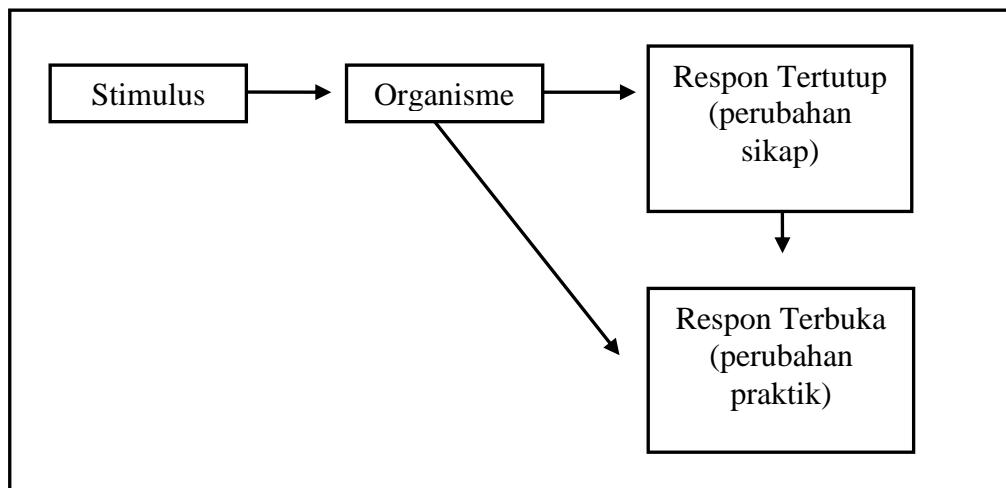 Stimulus
Organisme
Respon Tertutup
(perubahan
sikap)
Respon Terbuka
(perubahan
praktik)